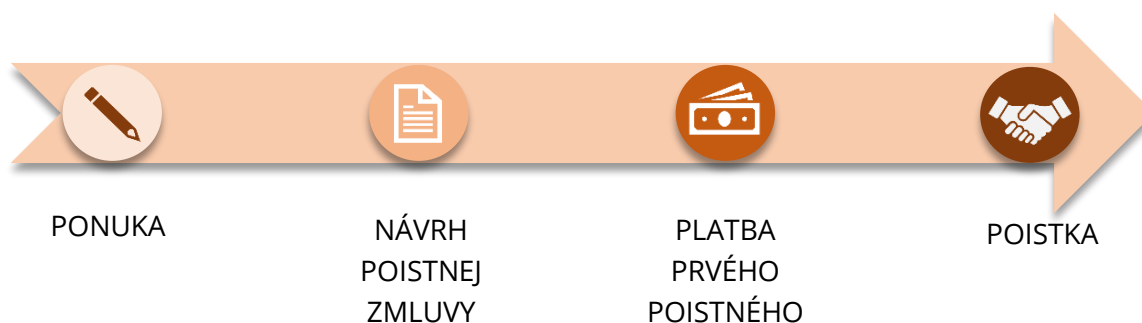 PONUKA
NÁVRH
POISTNEJ
ZMLUVY
PLATBA
PRVÉHO
POISTNÉHO
POISTKA